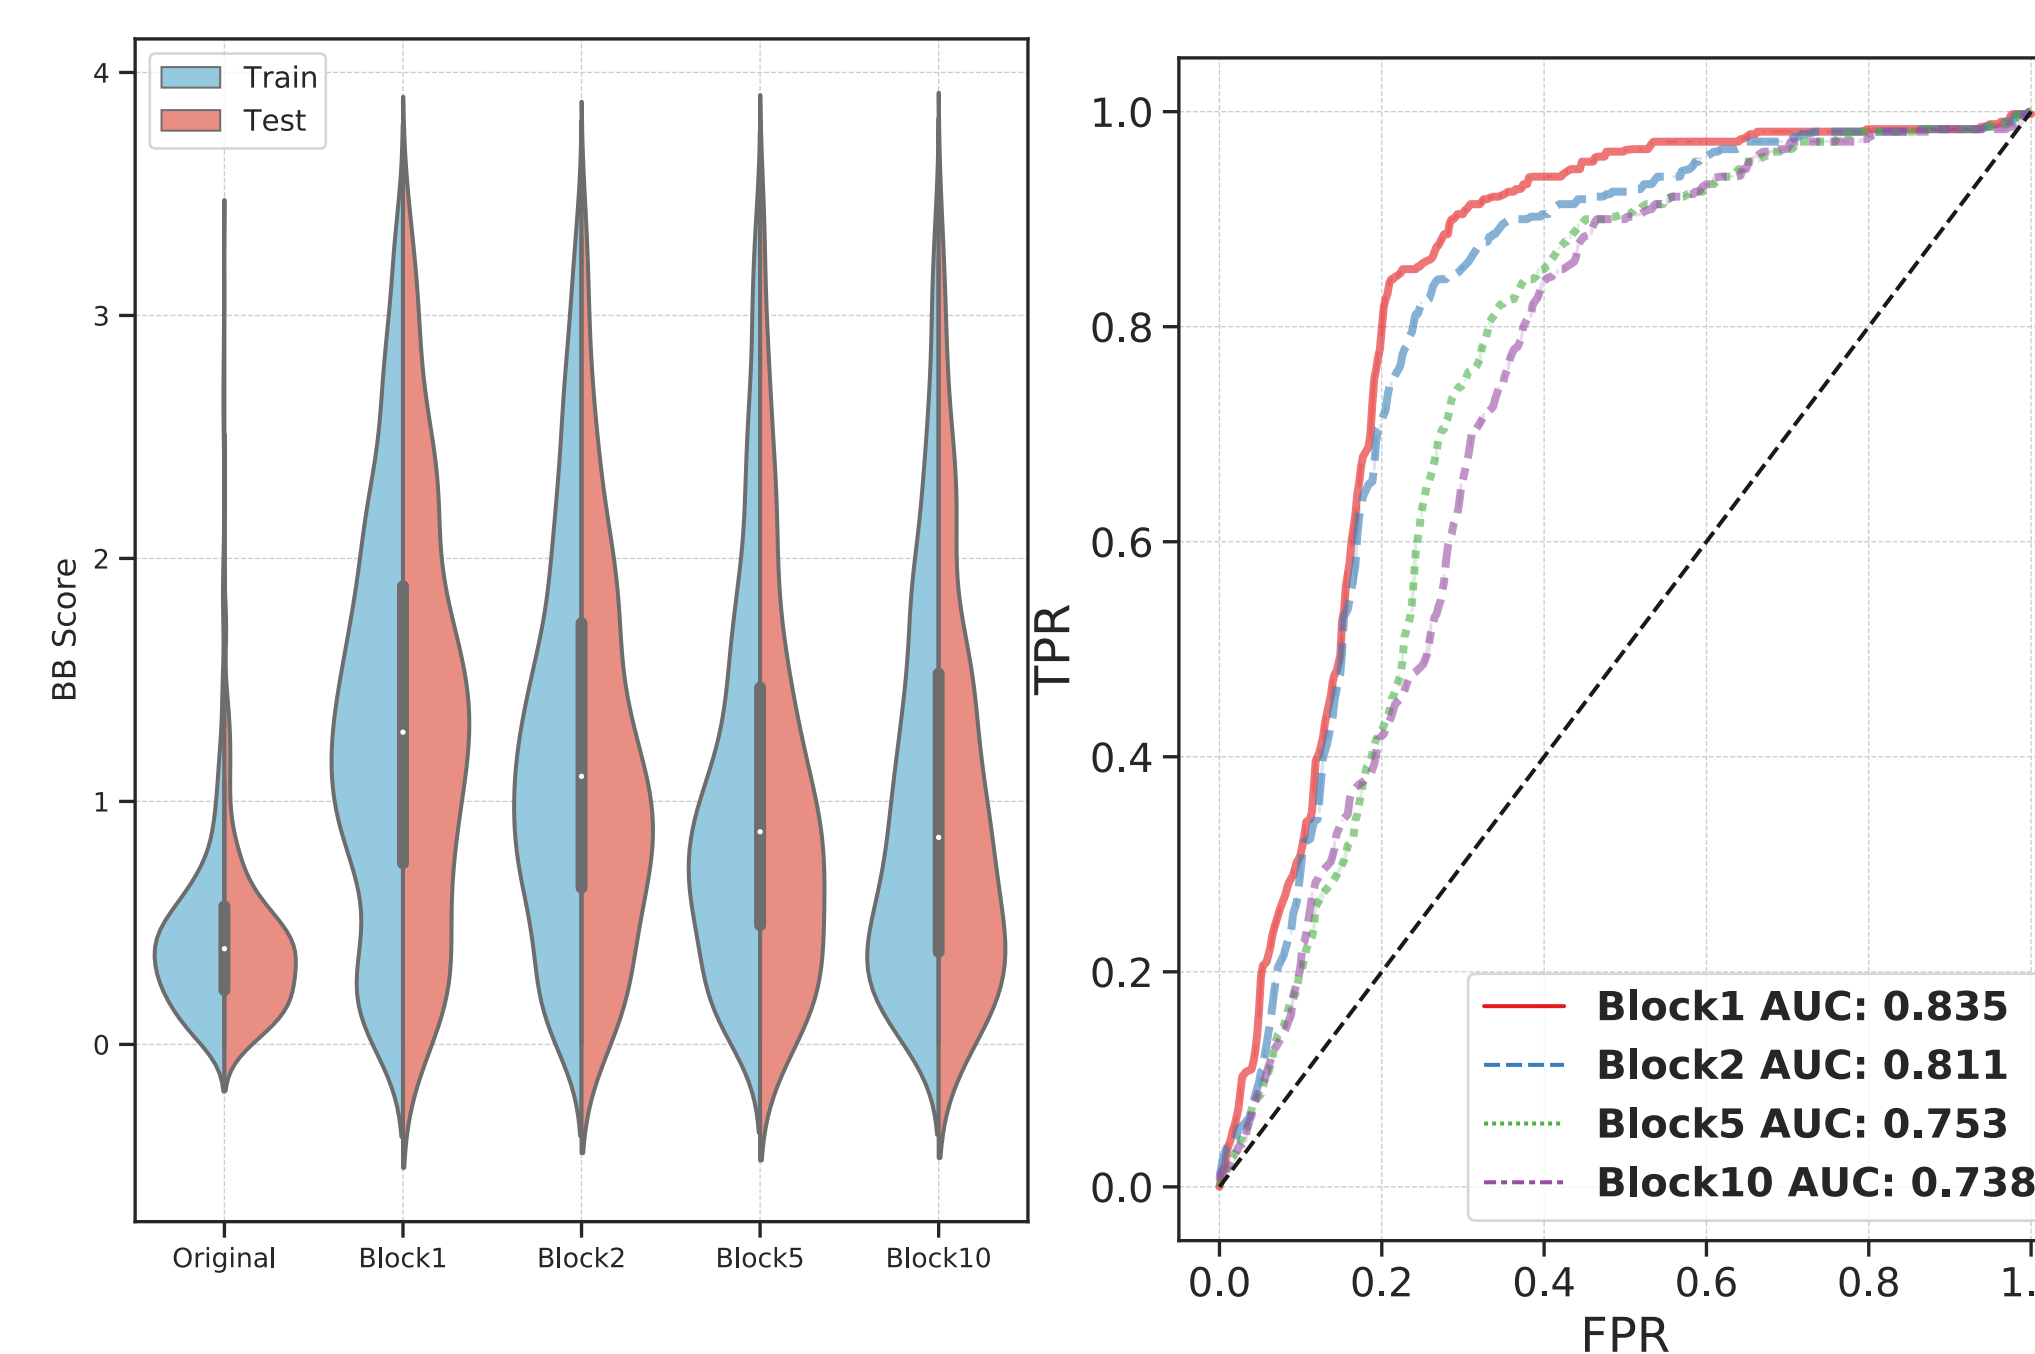 Train
Test
4
3
2
1
0
BB Score
Original Block1 Block2 Block5 Block10
1.0
0.8
0.6
0.4
0.2
0.0
TPR
Block1 AUC: 0.835
Block2 AUC: 0.811
Block5 AUC: 0.753
Block10 AUC: 0.738
0.0 0.2 0.4 0.6 0.8 1.
FPR